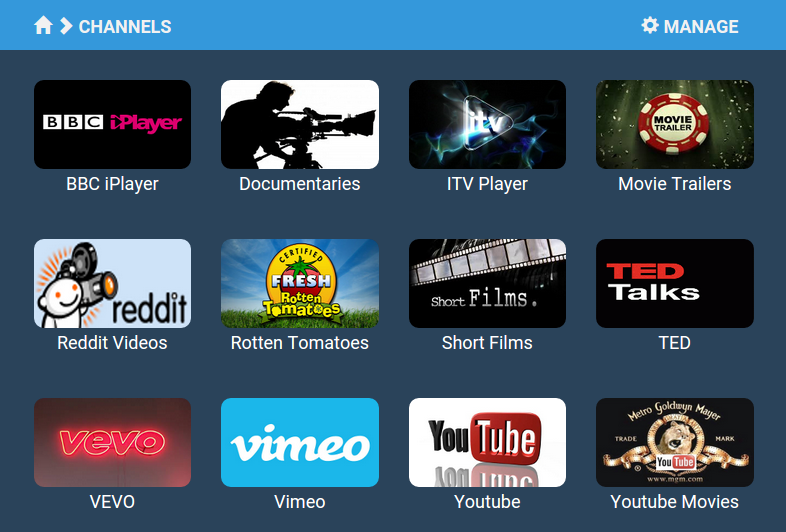 CHANNELS
MANAGE
BBC iPlayer
itv
MOVIE
TRAILER
BBC iPlayer
Documentaries
ITV Player
Movie Trailers
reddit
CERTIFIED
FRESH
Rotten
Tomatoes
Short Films.
TED
Talks
Reddit Videos
Rotten Tomatoes
Short Films
TED
vevo
vimeo
YouTube
Metro Goldwyn Mayer
TRADE
MARK
YouTube
®
www.mgm.com
VEVO
Vimeo
Youtube
Youtube Movies